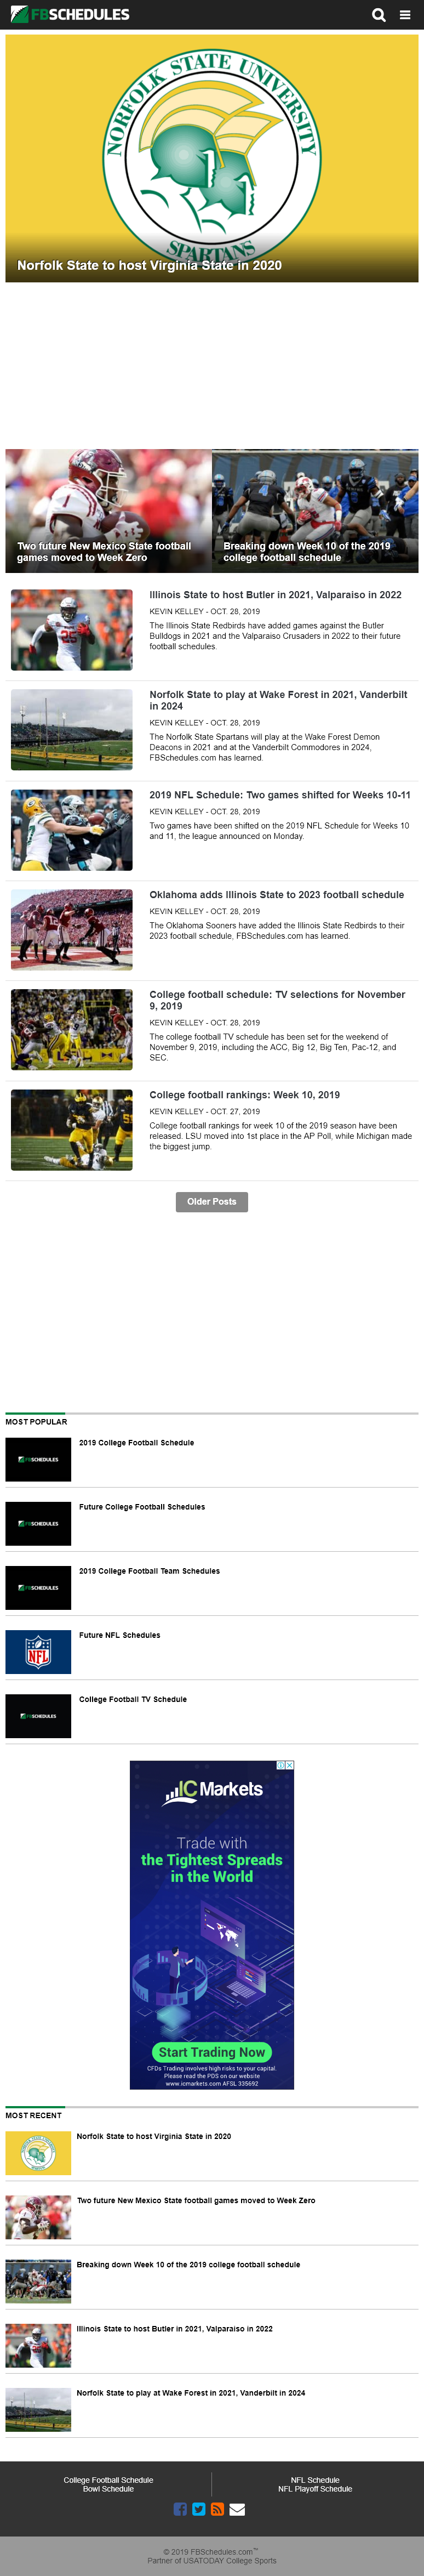 FBSCHEDULES
NORFOLK STATE UNIVERSITY
SPARTANS
Norfolk State to host Virginia State in 2020
Two future New Mexico State football
games moved to Week Zero
Breaking down Week 10 of the 2019
college football schedule
Illinois State to host Butler in 2021, Valparaiso in 2022
KEVIN KELLEY - OCT. 28, 2019
The Illinois State Redbirds have added games against the Butler
Bulldogs in 2021 and the Valparaiso Crusaders in 2022 to their future
football schedules.
Norfolk State to play at Wake Forest in 2021, Vanderbilt
in 2024
KEVIN KELLEY - OCT. 28, 2019
The Norfolk State Spartans will play at the Wake Forest Demon
Deacons in 2021 and at the Vanderbilt Commodores in 2024,
FBSchedules.com has learned.
2019 NFL Schedule: Two games shifted for Weeks 10-11
KEVIN KELLEY - OCT. 28, 2019
Two games have been shifted on the 2019 NFL Schedule for Weeks 10
and 11, the league announced on Monday.
Oklahoma adds Illinois State to 2023 football schedule
KEVIN KELLEY - OCT. 28, 2019
The Oklahoma Sooners have added the Illinois State Redbirds to their
2023 football schedule, FBSchedules.com has learned.
College football schedule: TV selections for November
9, 2019
KEVIN KELLEY - OCT. 28, 2019
The college football TV schedule has been set for the weekend of
November 9, 2019, including the ACC, Big 12, Big Ten, Pac-12, and
SEC.
College football rankings: Week 10, 2019
KEVIN KELLEY - OCT. 27, 2019
College football rankings for week 10 of the 2019 season have been
released. LSU moved into 1st place in the AP Poll, while Michigan made
the biggest jump.
Older Posts
MOST POPULAR
FBSCHEDULES
2019 College Football Schedule
FBSCHEDULES
Future College Football Schedules
FBSCHEDULES
2019 College Football Team Schedules
NFL
Future NFL Schedules
FBSCHEDULES
College Football TV Schedule
IC Markets
Trade with
the Tightest Spreads
in the World
Start Trading Now
CFDs Trading involves high risks to your capital.
Please read the PDS on our website
www.icmarkets.com AFSL 335692
MOST RECENT
Norfolk State to host Virginia State in 2020
Two future New Mexico State football games moved to Week Zero
Breaking down Week 10 of the 2019 college football schedule
Illinois State to host Butler in 2021, Valparaiso in 2022
Norfolk State to play at Wake Forest in 2021, Vanderbilt in 2024
College Football Schedule
Bowl Schedule
NFL Schedule
NFL Playoff Schedule
© 2019 FBSchedules.com™
Partner of USATODAY College Sports